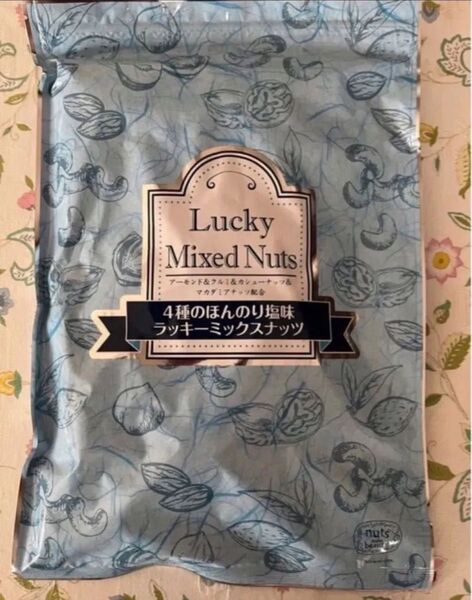 Lucky
Mixed Nuts
アーモンド&クルミ&カシューナッツ&
マカダミアナッツ配合
4種のほんのり塩味
ラッキーミックスナッツ
nuts